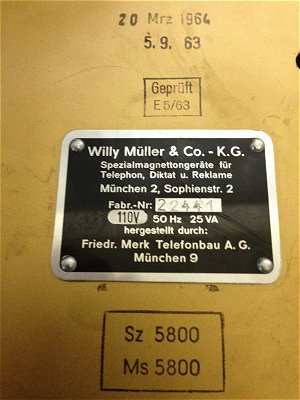 20 Mrz 1964
5. 9. 63
Geprüft
E 5/63
Willy Müller & Co. - K.G.
Spezialmagnettongeräte für
Telephon, Diktat u. Reklame
München 2, Sophienstr. 2
Fabr.-Nr: 22441
110V 50 Hz 25 VA
hergestellt durch:
Friedr. Merk Telefonbau A. G.
München 9
Sz 5800
Ms 5800